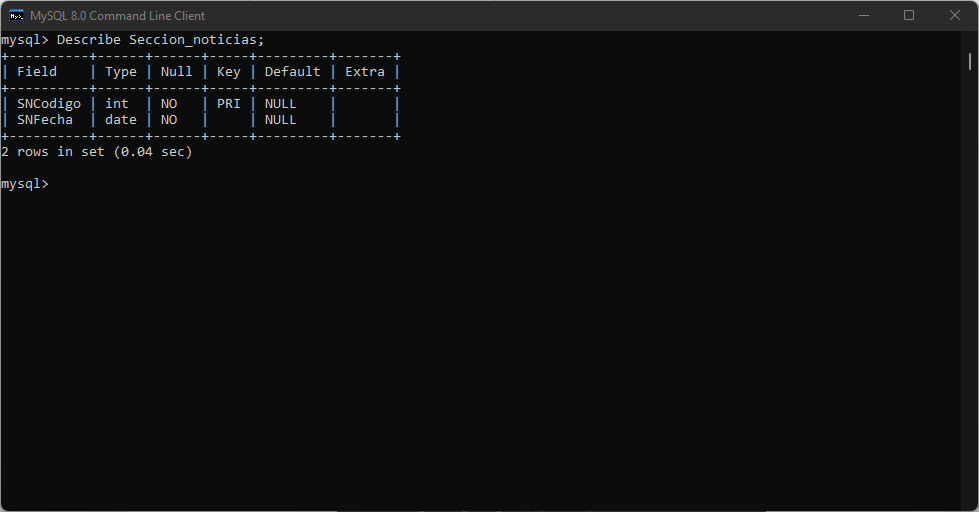 MySQL 8.0 Command Line Client
mysql> Describe Seccion_noticias;
+----------+------+------+-----+---------+-------+
| Field    | Type | Null | Key | Default | Extra |
+----------+------+------+-----+---------+-------+
| SNCodigo | int  | NO   | PRI | NULL    |       |
| SNFecha  | date | NO   |     | NULL    |       |
+----------+------+------+-----+---------+-------+
2 rows in set (0.04 sec)
mysql>